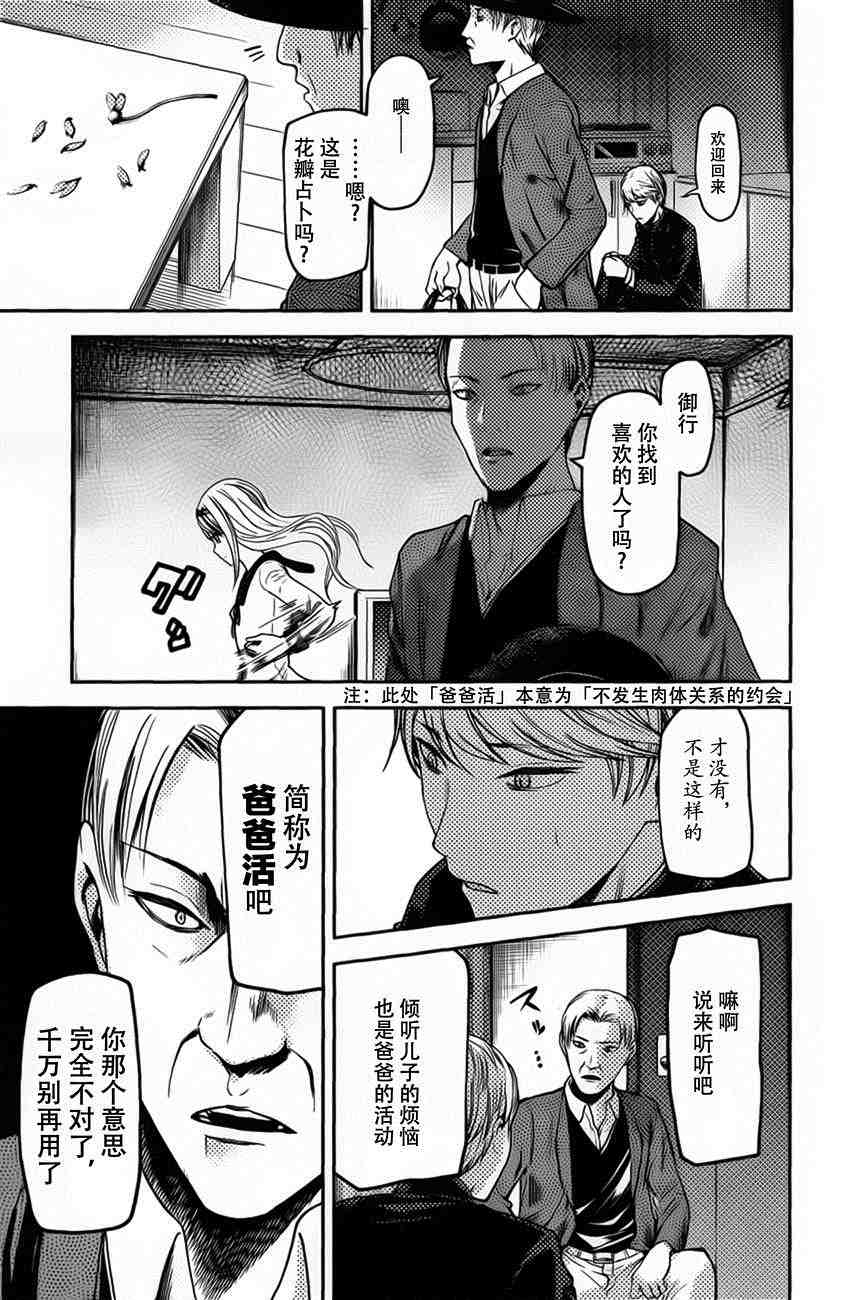 欢迎回来
噢——
……嗯？
这是
花瓣占卜吗？
御行
你找到
喜欢的人了吗？
グッ
注：此处「爸爸活」本意为「不发生肉体关系的约会」
才没有，
不是这样的
嘛啊
说来听听吧
倾听儿子的烦恼
也是爸爸的活动
简称为
爸爸活吧
你那个意思
完全不对了，
千万别再用了